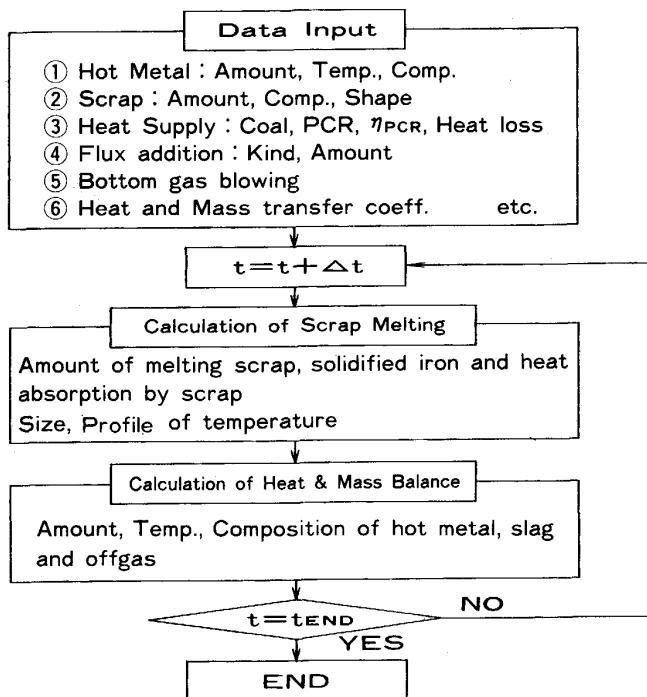 Data Input
① Hot Metal : Amount, Temp., Comp.
② Scrap : Amount, Comp., Shape
③ Heat Supply : Coal, PCR, ηPCR, Heat loss
④ Flux addition : Kind, Amount
⑤ Bottom gas blowing
⑥ Heat and Mass transfer coeff. etc.
t=t+Δt
Calculation of Scrap Melting
Amount of melting scrap, solidified iron and heat
absorption by scrap
Size, Profile of temperature
Calculation of Heat & Mass Balance
Amount, Temp., Composition of hot metal, slag
and offgas
t=tEND
NO
YES
END